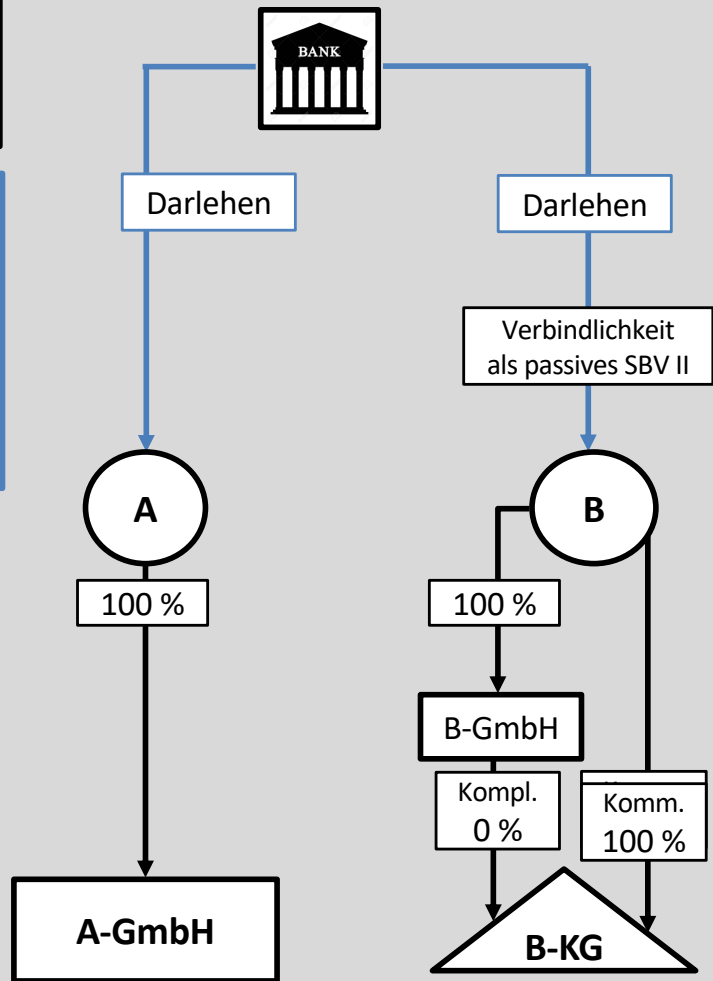 BANK
Darlehen
Darlehen
Verbindlichkeit
als passives SBV II
A
B
100 %
100 %
B-GmbH
Kompl.
0 %
Komm.
100 %
A-GmbH
B-KG